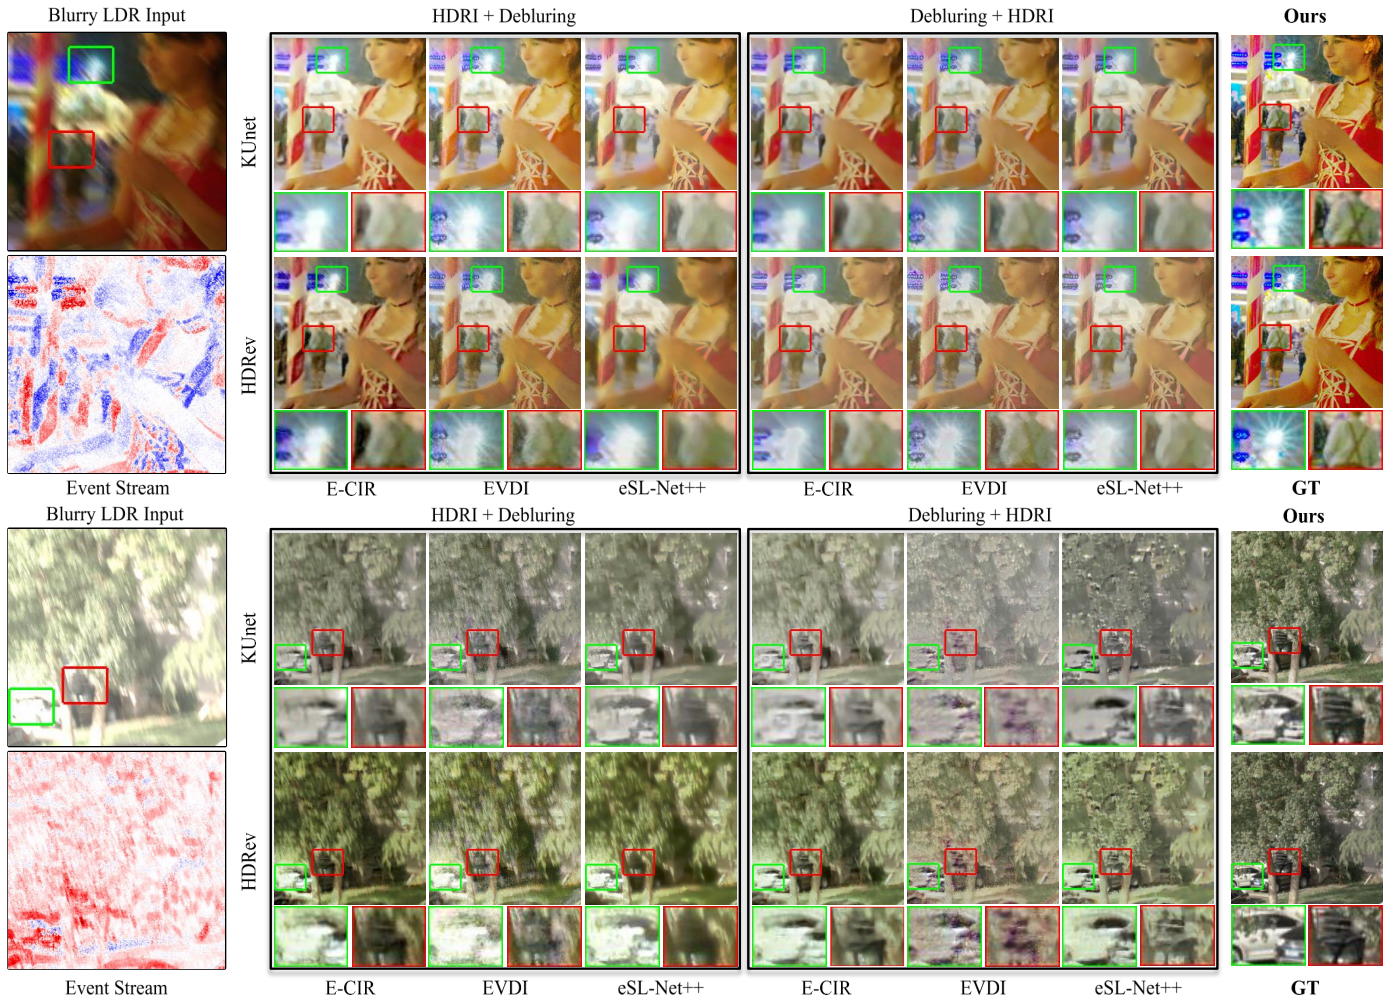 Blurry LDR Input
HDRI + Debluring
Debluring + HDRI
Ours
KUnet
HDRev
Event Stream
E-CIR
EVDI
eSL-Net++
E-CIR
EVDI
eSL-Net++
GT
Blurry LDR Input
HDRI + Debluring
Debluring + HDRI
Ours
KUnet
HDRev
Event Stream
E-CIR
EVDI
eSL-Net++
E-CIR
EVDI
eSL-Net++
GT